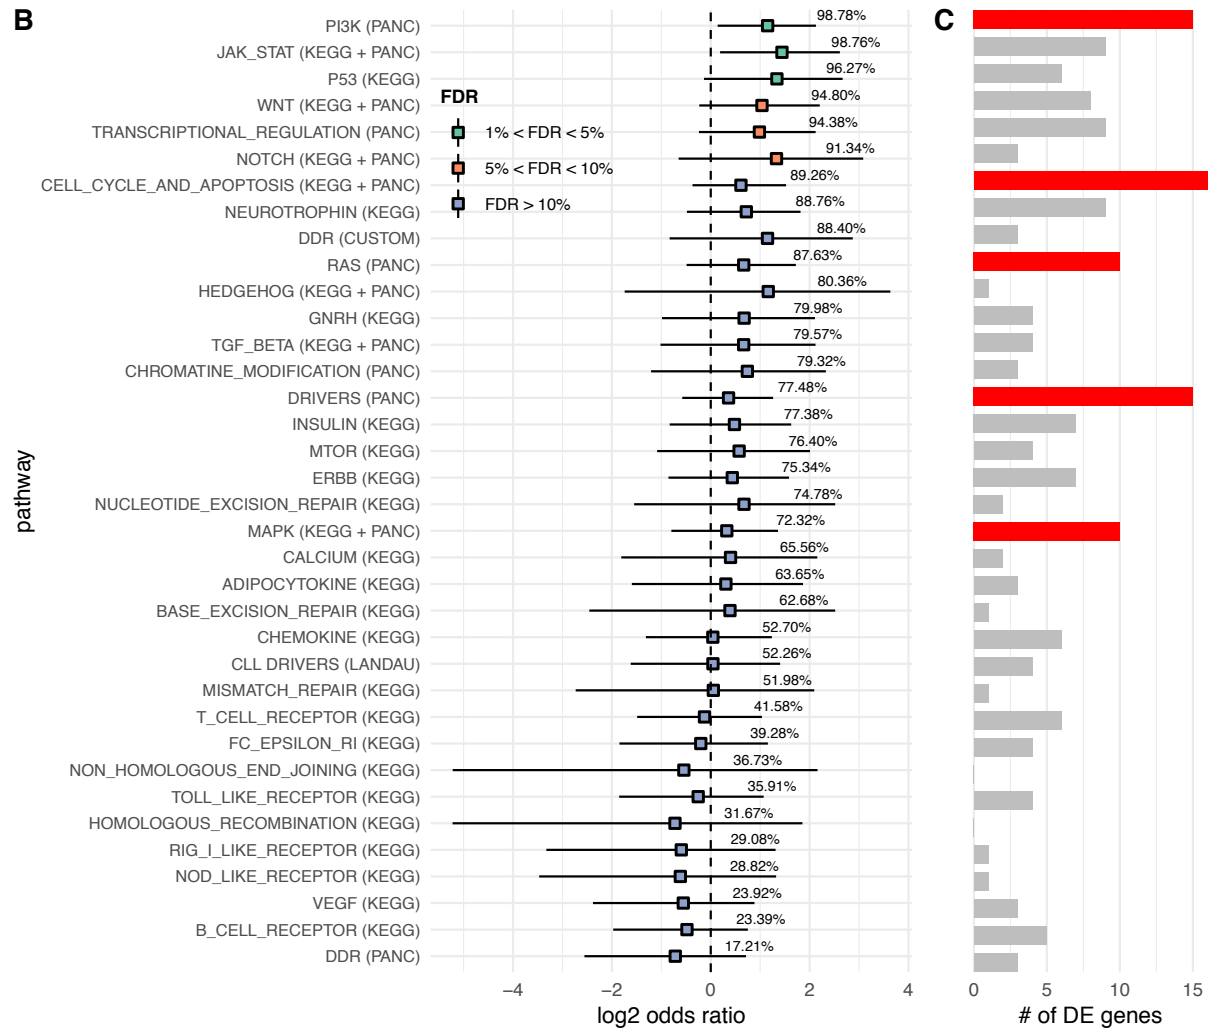 B
C
PI3K (PANC) 98.78%
JAK_STAT (KEGG + PANC) 98.76%
P53 (KEGG) 96.27%
WNT (KEGG + PANC) 94.80%
TRANSCRIPTIONAL_REGULATION (PANC) 94.38%
NOTCH (KEGG + PANC) 91.34%
CELL_CYCLE_AND_APOPTOSIS (KEGG + PANC) 89.26%
NEUROTROPHIN (KEGG) 88.76%
DDR (CUSTOM) 88.40%
RAS (PANC) 87.63%
HEDGEHOG (KEGG + PANC) 80.36%
GNRH (KEGG) 79.98%
TGF_BETA (KEGG + PANC) 79.57%
CHROMATINE_MODIFICATION (PANC) 79.32%
DRIVERS (PANC) 77.48%
INSULIN (KEGG) 77.38%
MTOR (KEGG) 76.40%
ERBB (KEGG) 75.34%
NUCLEOTIDE_EXCISION_REPAIR (KEGG) 74.78%
MAPK (KEGG + PANC) 72.32%
CALCIUM (KEGG) 65.56%
ADIPOCYTOKINE (KEGG) 63.65%
BASE_EXCISION_REPAIR (KEGG) 62.68%
CHEMOKINE (KEGG) 52.70%
CLL DRIVERS (LANDAU) 52.26%
MISMATCH_REPAIR (KEGG) 51.98%
T_CELL_RECEPTOR (KEGG) 41.58%
FC_EPSILON_RI (KEGG) 39.28%
NON_HOMOLOGOUS_END_JOINING (KEGG) 36.73%
TOLL_LIKE_RECEPTOR (KEGG) 35.91%
HOMOLOGOUS_RECOMBINATION (KEGG) 31.67%
RIG_I_LIKE_RECEPTOR (KEGG) 29.08%
NOD_LIKE_RECEPTOR (KEGG) 28.82%
VEGF (KEGG) 23.92%
B_CELL_RECEPTOR (KEGG) 23.39%
DDR (PANC) 17.21%
FDR
1% < FDR < 5%
5% < FDR < 10%
FDR > 10%
pathway
−4 −2 0 2 4
log2 odds ratio
0 5 10 15
# of DE genes